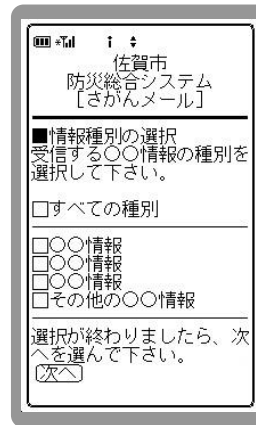 佐賀市
防災総合システム
[さがんメール]
■情報種別の選択
受信する○○情報の種別を
選択して下さい。
□すべての種別
□○○情報
□○○情報
□○○情報
□その他の○○情報
選択が終わりましたら、次
へを選んで下さい。
次へ